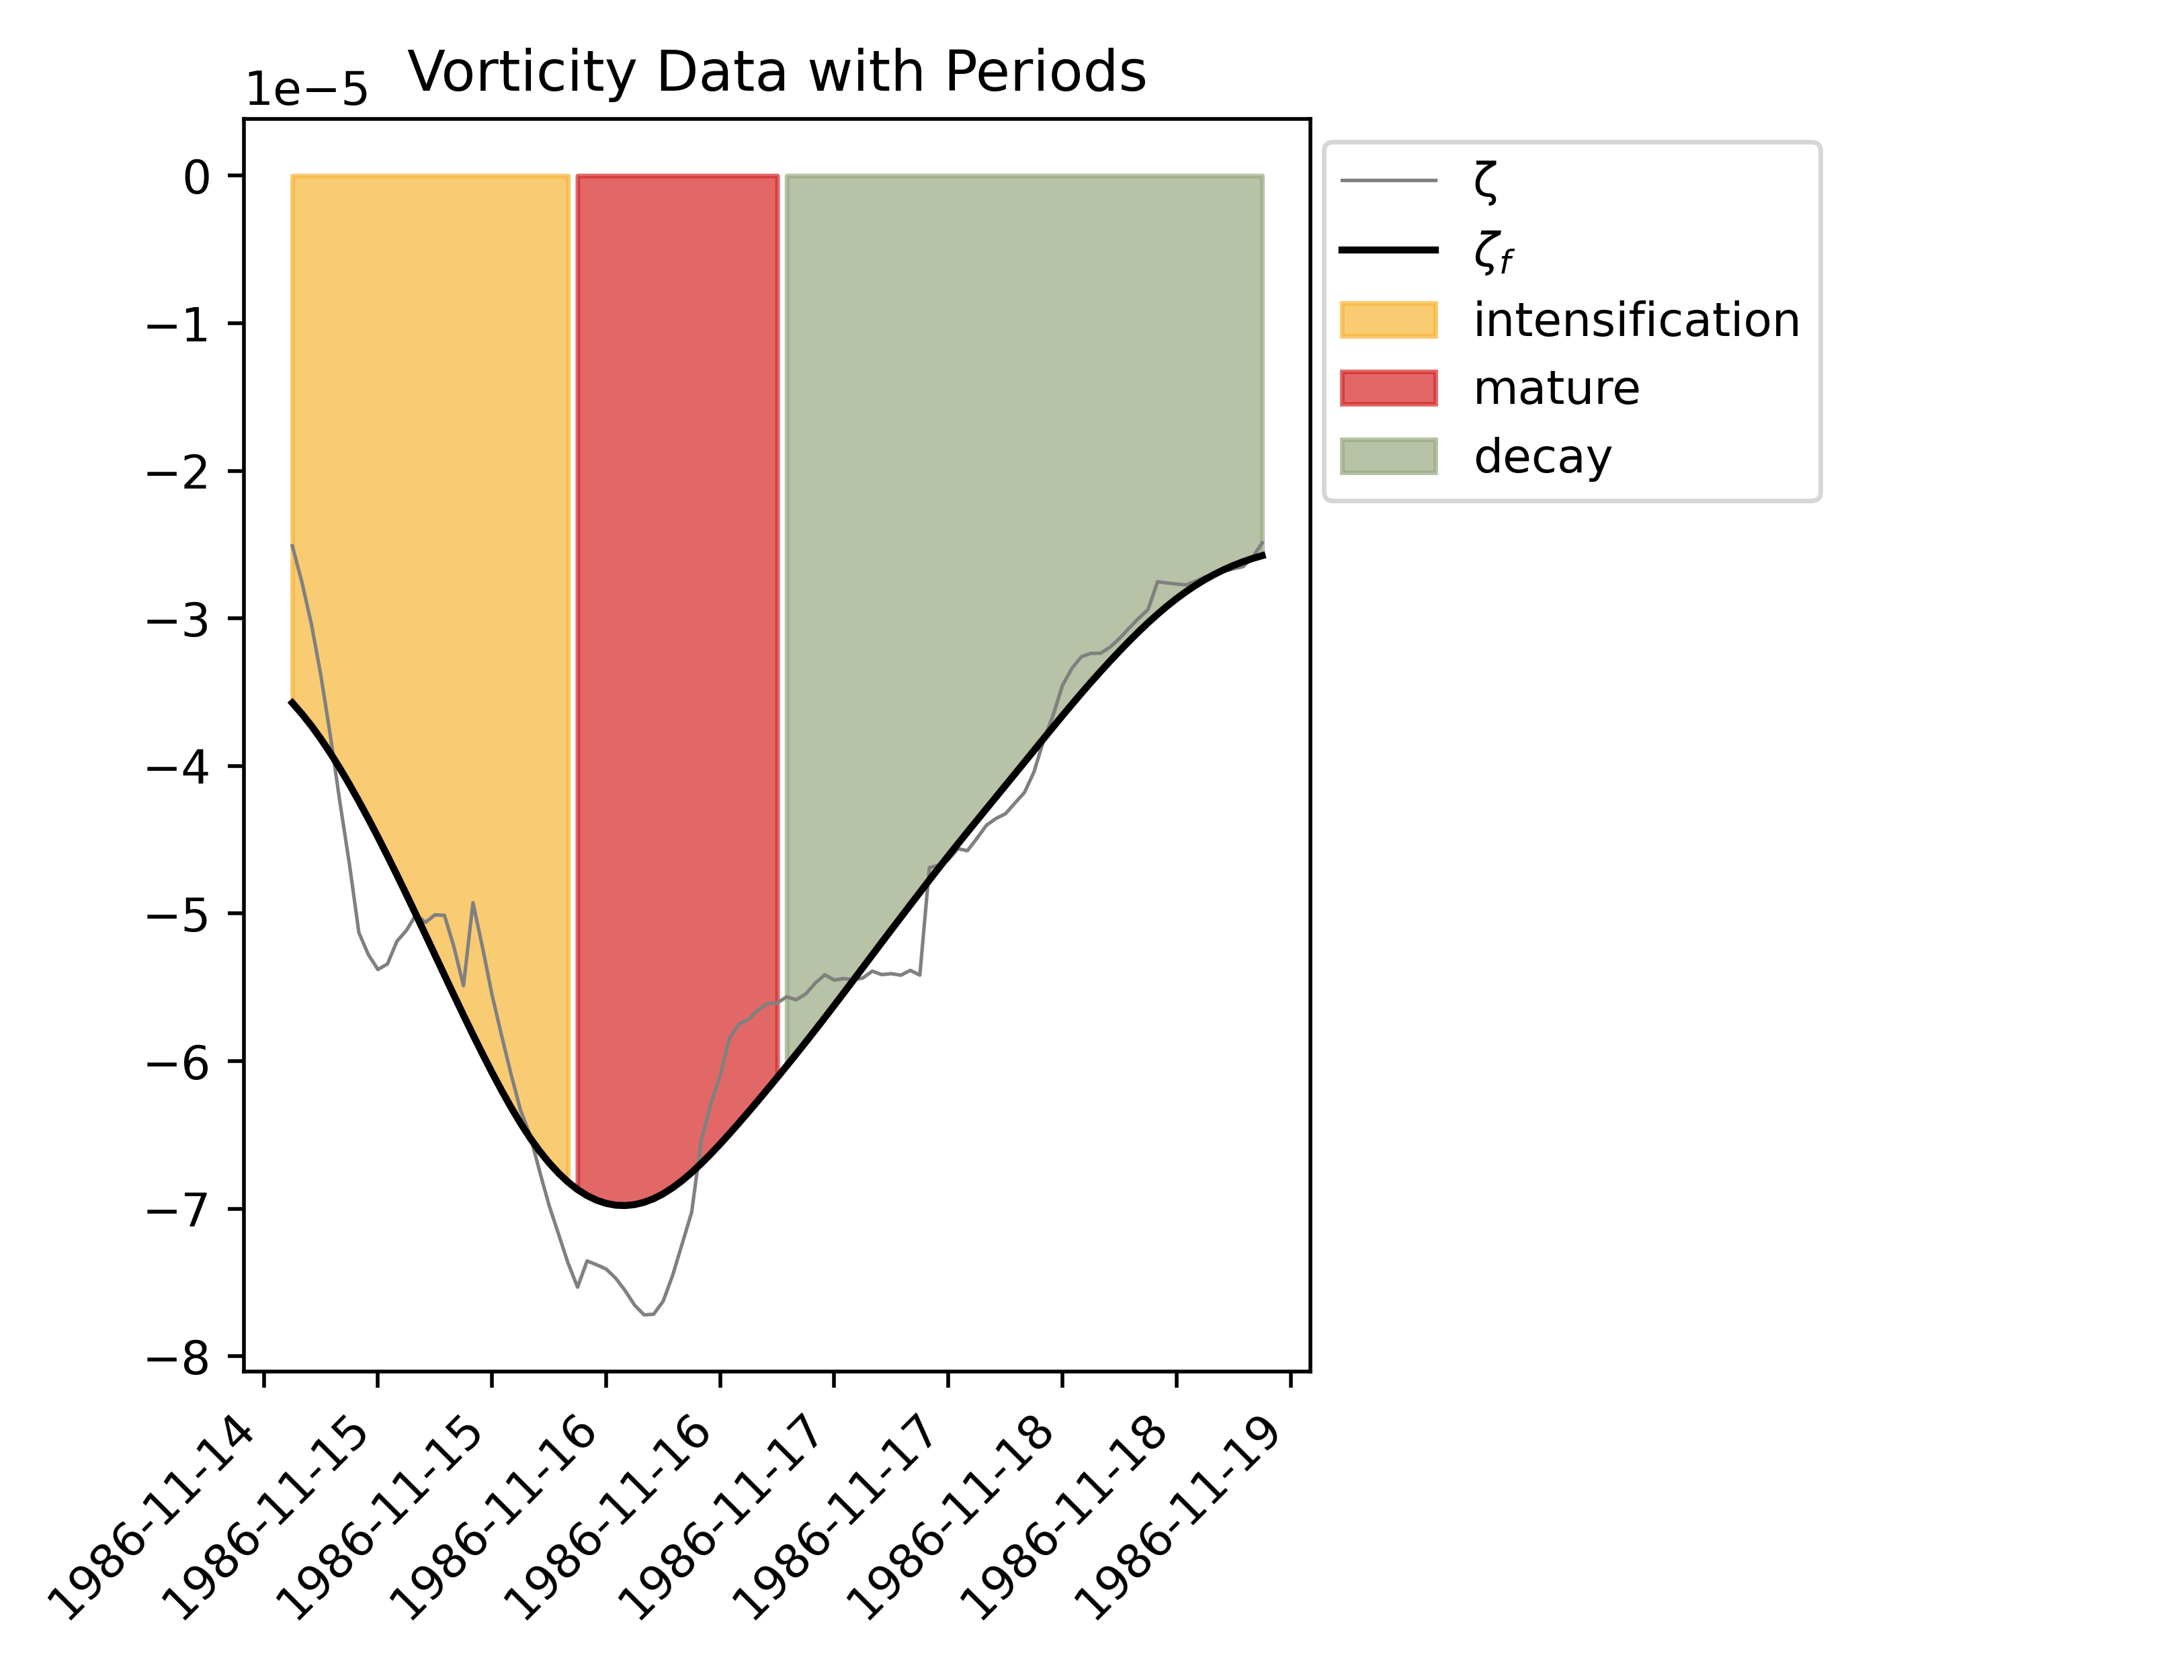 Vorticity Data with Periods
1e−5
0
−1
−2
−3
−4
−5
−6
−7
−8
1986-11-14
1986-11-15
1986-11-15
1986-11-16
1986-11-16
1986-11-17
1986-11-17
1986-11-18
1986-11-18
1986-11-19
ζ
ζf
intensification
mature
decay